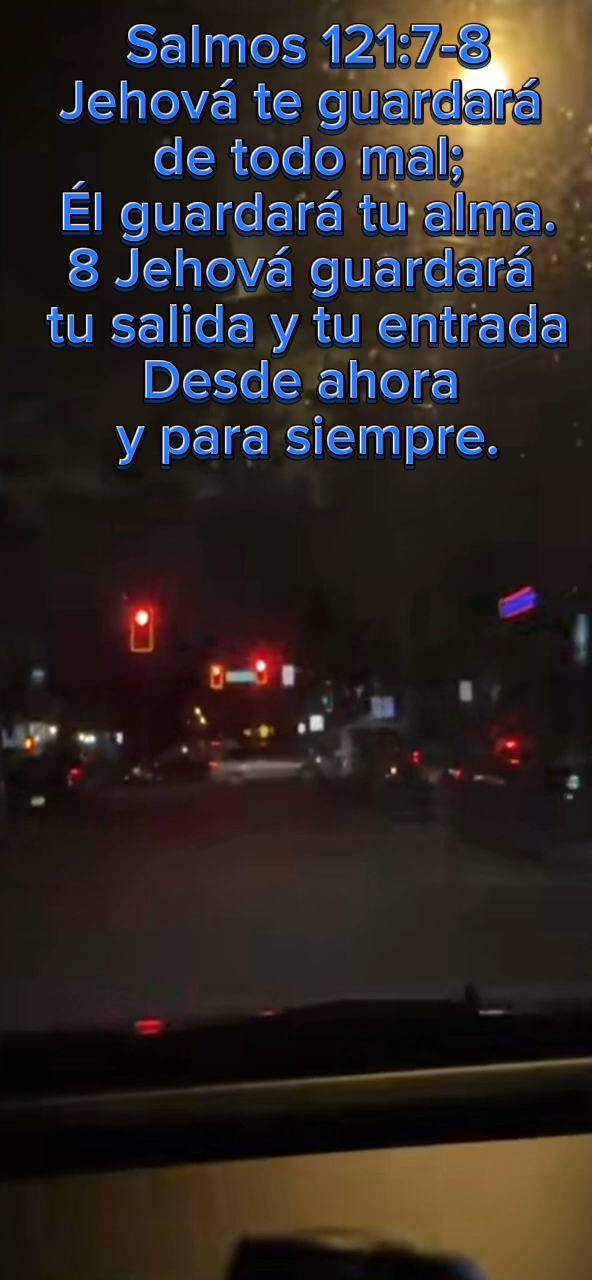 Salmos 121:7-8
Jehová te guardará
de todo mal;
Él guardará tu alma.
8 Jehová guardará
tu salida y tu entrada
Desde ahora
y para siempre.